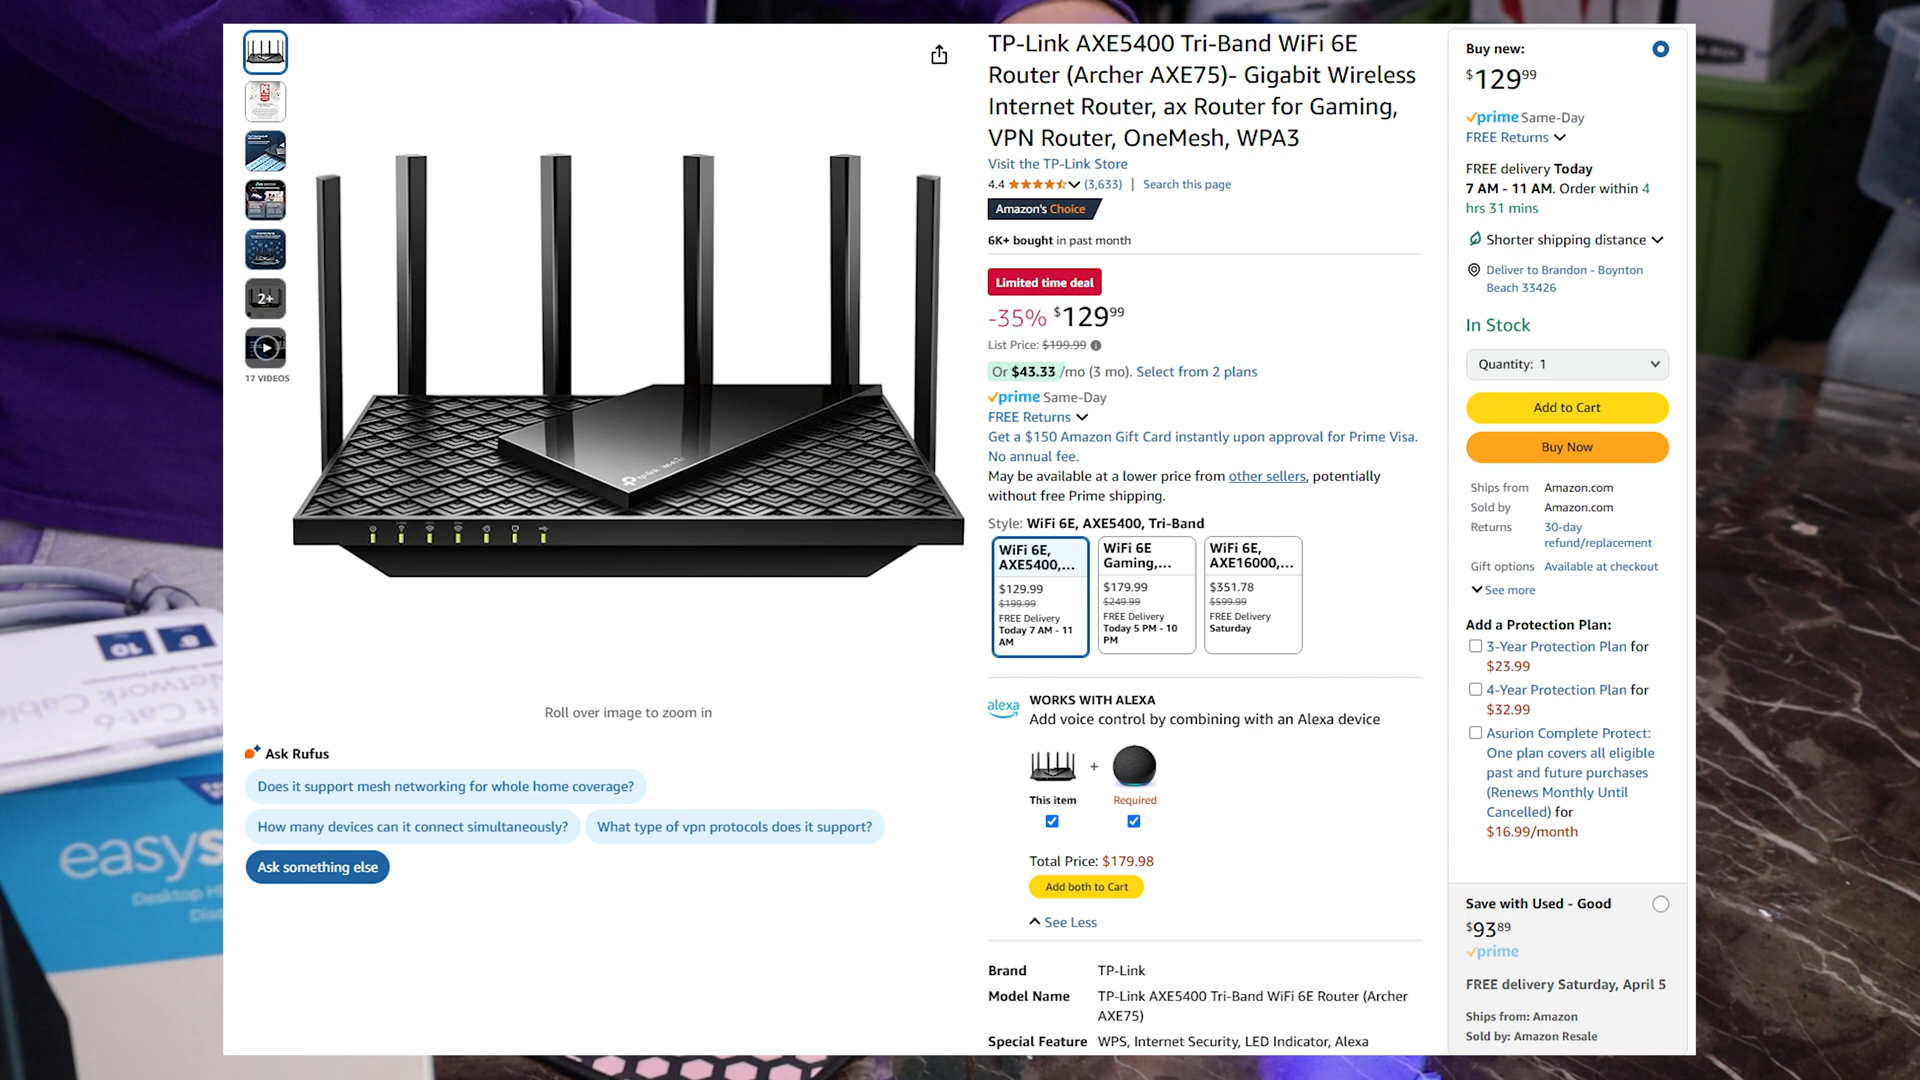 TP-Link AXE5400 Tri-Band WiFi 6E
Router (Archer AXE75)- Gigabit Wireless
Internet Router, ax Router for Gaming,
VPN Router, OneMesh, WPA3
Visit the TP-Link Store
4.4 (3,633) | Search this page
Amazon's Choice
6K+ bought in past month
Limited time deal
-35% $129 99
List Price: $199.99
Or $43.33 /mo (3 mo). Select from 2 plans
prime Same-Day
FREE Returns
Get a $150 Amazon Gift Card instantly upon approval for Prime Visa.
No annual fee.
May be available at a lower price from other sellers, potentially
without free Prime shipping.
Style: WiFi 6E, AXE5400, Tri-Band
WiFi 6E,
AXE5400,...
$129.99
$199.99
FREE Delivery
Today 7 AM - 11
AM
WiFi 6E
Gaming,...
$179.99
$249.99
FREE Delivery
Today 5 PM - 10
PM
WiFi 6E,
AXE16000,...
$351.78
$599.99
FREE Delivery
Saturday
alexa
WORKS WITH ALEXA
Add voice control by combining with an Alexa device
+
This item
Required
Total Price: $179.98
Add both to Cart
See Less
Brand TP-Link
Model Name TP-Link AXE5400 Tri-Band WiFi 6E Router (Archer
AXE75)
Special Feature WPS, Internet Security, LED Indicator, Alexa
2+
17 VIDEOS
tp-link
Roll over image to zoom in
Ask Rufus
Does it support mesh networking for whole home coverage?
How many devices can it connect simultaneously?
What type of vpn protocols does it support?
Ask something else
Buy new:
$129 99
prime Same-Day
FREE Returns
FREE delivery Today
7 AM - 11 AM. Order within 4
hrs 31 mins
Shorter shipping distance
Deliver to Brandon - Boynton
Beach 33426
In Stock
Quantity: 1
Add to Cart
Buy Now
Ships from Amazon.com
Sold by Amazon.com
Returns 30-day
refund/replacement
Gift options Available at checkout
See more
Add a Protection Plan:
3-Year Protection Plan for
$23.99
4-Year Protection Plan for
$32.99
Asurion Complete Protect:
One plan covers all eligible
past and future purchases
(Renews Monthly Until
Cancelled) for
$16.99/month
Save with Used - Good
$93 89
prime
FREE delivery Saturday, April 5
Ships from: Amazon
Sold by: Amazon Resale
ft Cat-6
Network Cable
10
easys
Desktop H
Disc